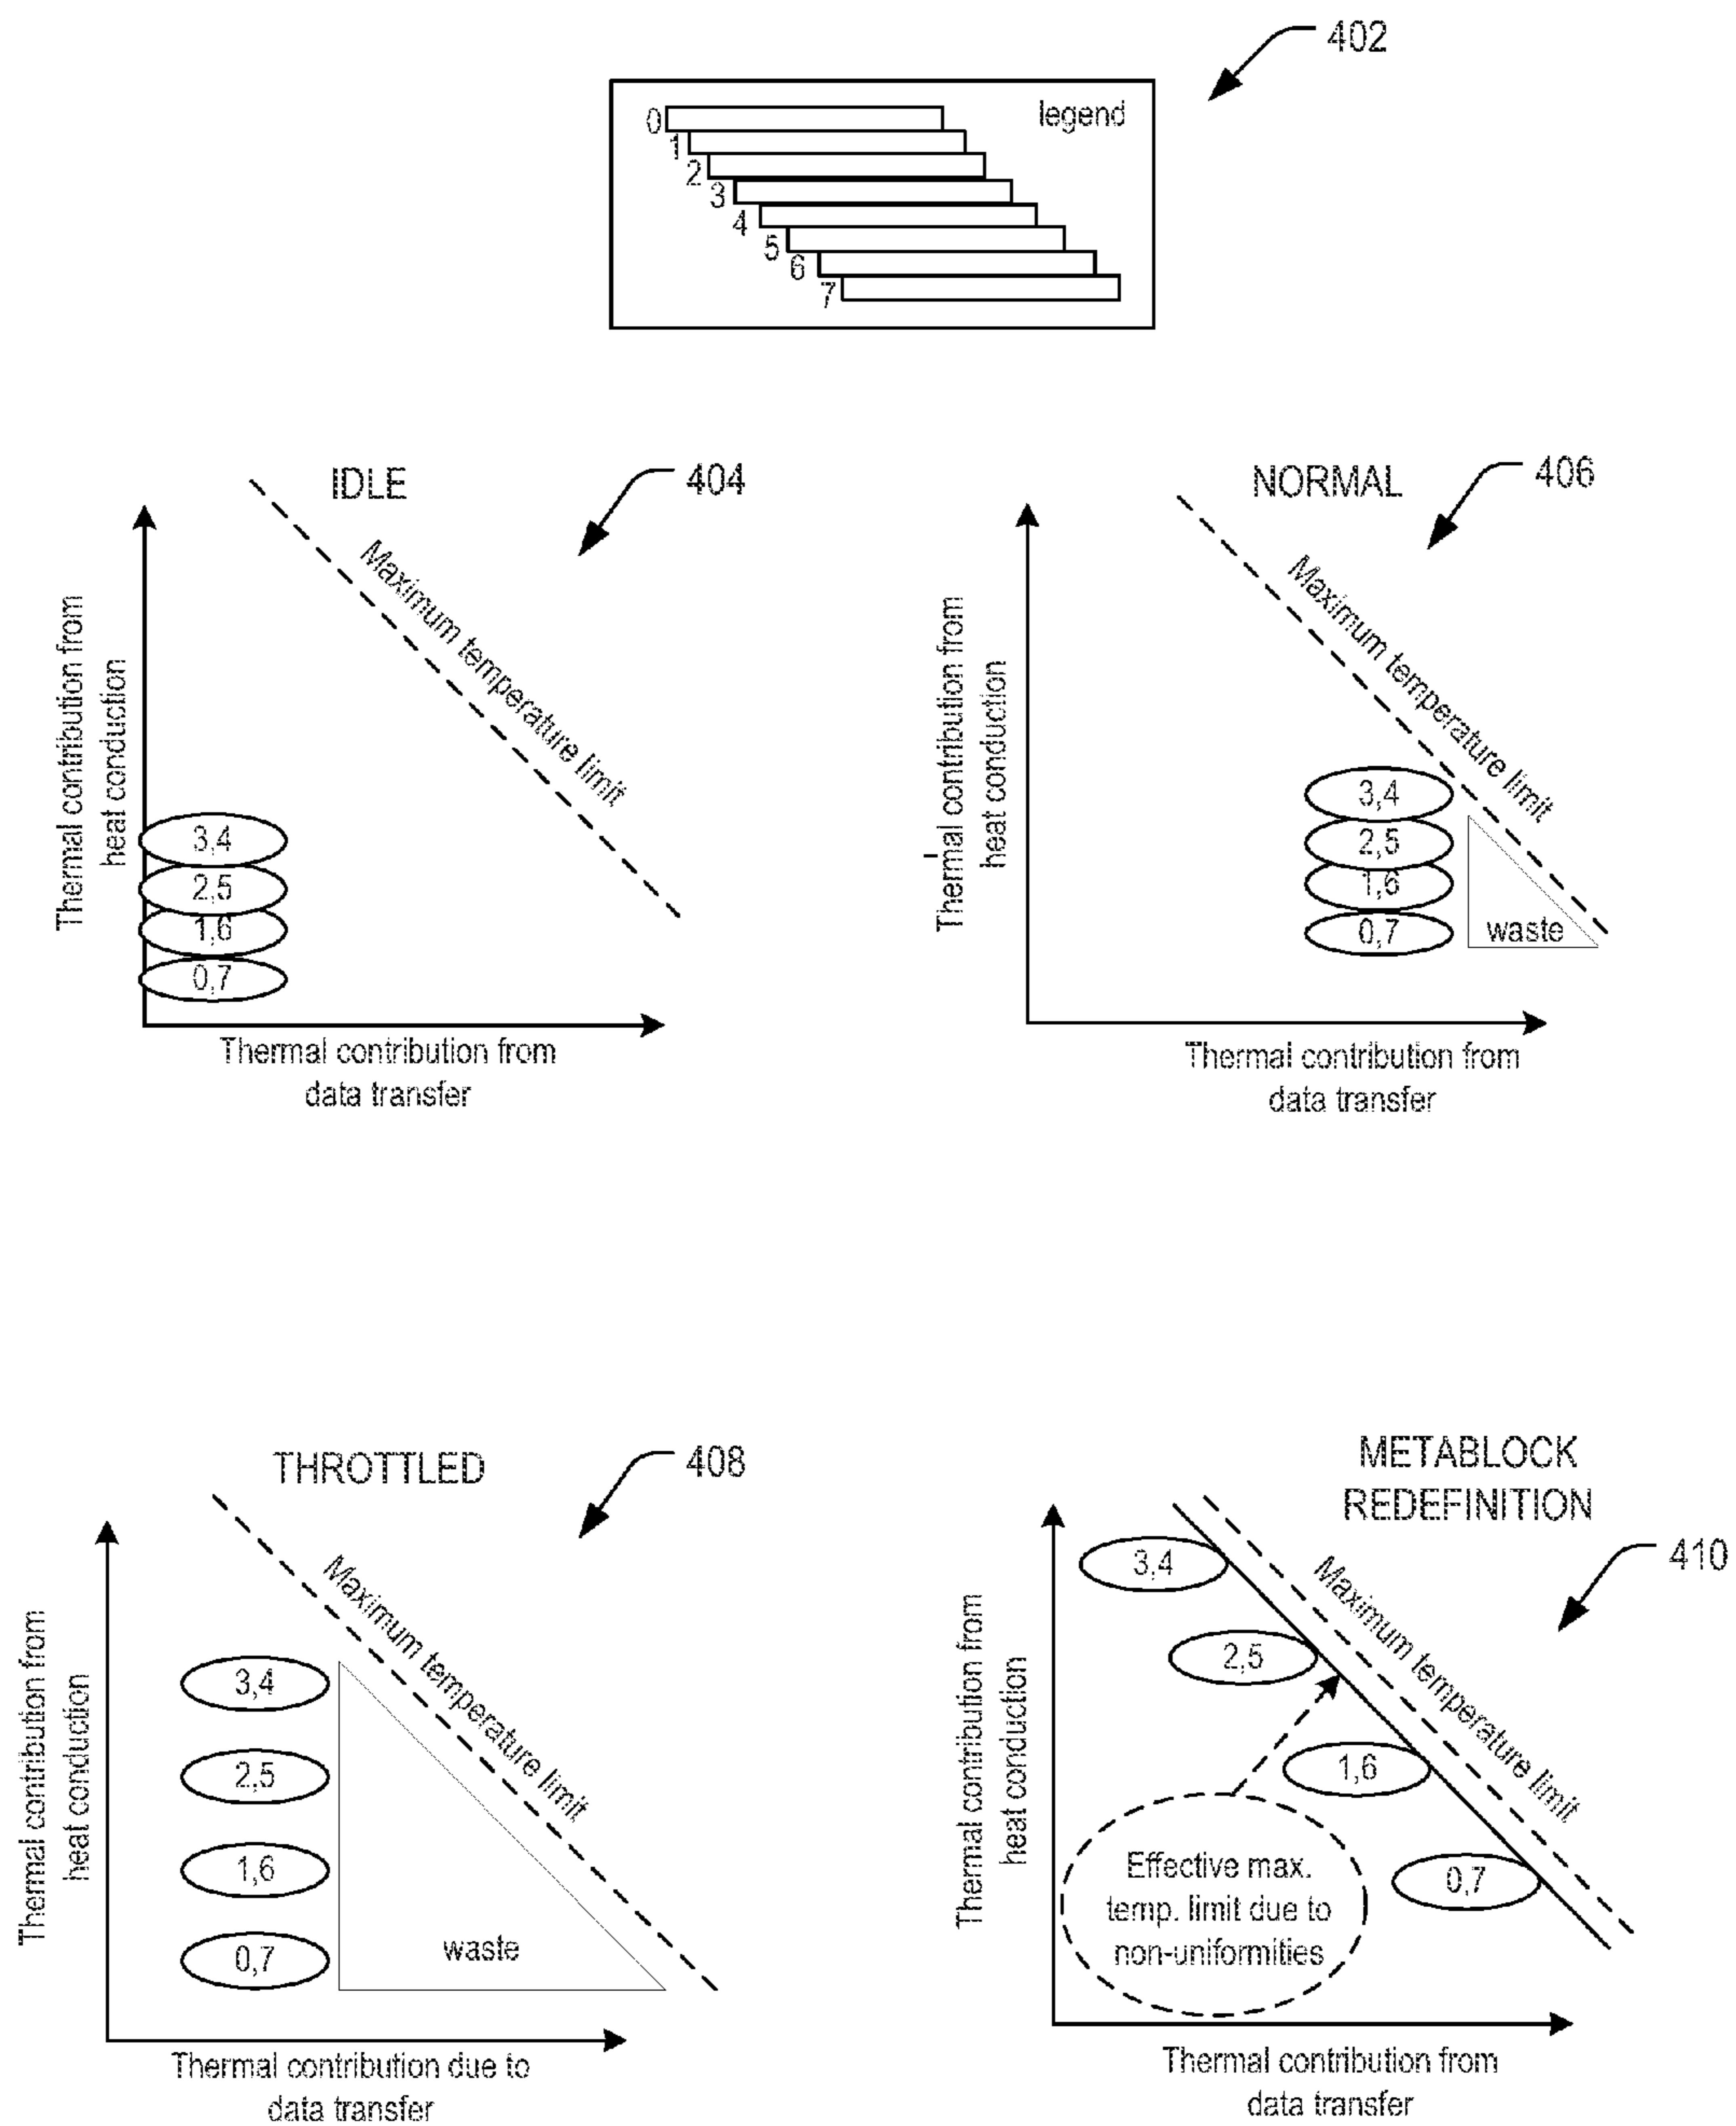 402
legend
0
1
2
3
4
5
6
7
IDLE
404
Maximum temperature limit
Thermal contribution from
heat conduction
3,4
2,5
1,6
0,7
Thermal contribution from
data transfer
NORMAL
406
Maximum temperature limit
Thermal contribution from
heat conduction
3,4
2,5
1,6
0,7
waste
Thermal contribution from
data transfer
THROTTLED
408
Maximum temperature limit
Thermal contribution from
heat conduction
3,4
2,5
1,6
0,7
waste
Thermal contribution due to
data transfer
METABLOCK
REDEFINITION
410
Maximum temperature limit
Thermal contribution from
heat conduction
3,4
2,5
1,6
0,7
Effective max.
temp. limit due to
non-uniformities
Thermal contribution from
data transfer